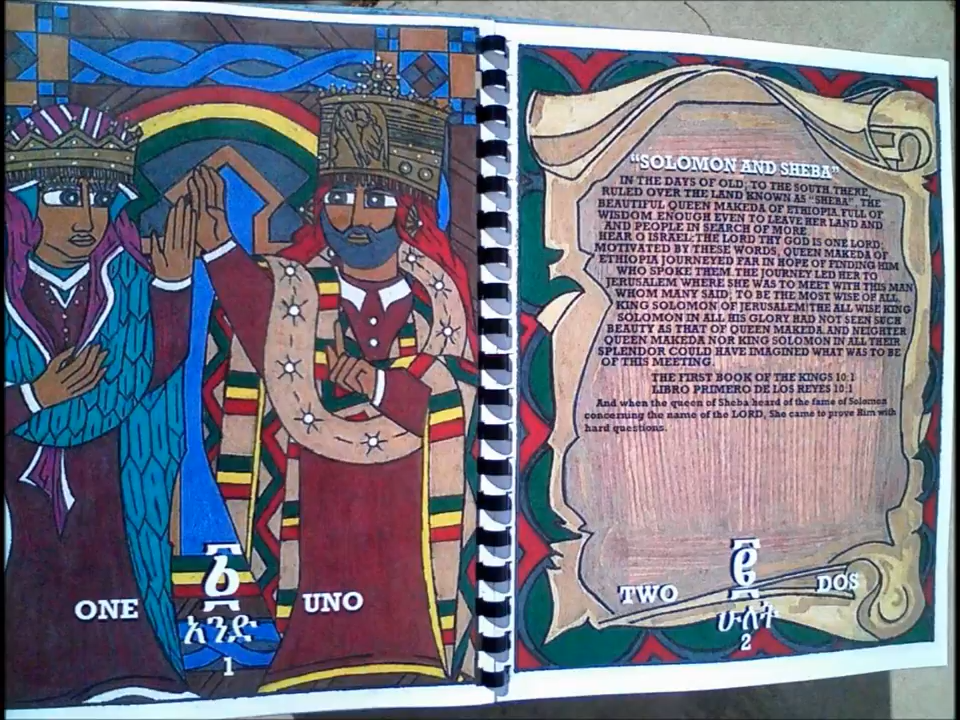 ONE
፩
UNO
አንድ
1
"SOLOMON AND SHEBA"
IN THE DAYS OF OLD; TO THE SOUTH THERE,
RULED OVER THE LAND KNOWN AS "SHEBA". THE
BEAUTIFUL QUEEN MAKEDA OF ETHIOPIA. FULL OF
WISDOM ENOUGH EVEN TO LEAVE HER LAND AND
AND PEOPLE IN SEARCH OF MORE.
HEAR O ISRAEL: THE LORD THY GOD IS ONE LORD;
MOTIVATED BY THESE WORDS, QUEEN MAKEDA OF
ETHIOPIA JOURNEYED FAR IN HOPE OF FINDING HIM
WHO SPOKE THEM. THE JOURNEY LED HER TO
JERUSALEM WHERE SHE WAS TO MEET WITH THIS MAN
WHOM MANY SAID; TO BE THE MOST WISE OF ALL,
KING SOLOMON OF JERUSALEM! THE ALL WISE KING
SOLOMON IN ALL HIS GLORY HAD NOT SEEN SUCH
BEAUTY AS THAT OF QUEEN MAKEDA AND NEIGHTER
QUEEN MAKEDA NOR KING SOLOMON IN ALL THEIR
SPLENDOR COULD HAVE IMAGINED WHAT WAS TO BE
OF THIS MEETING.
THE FIRST BOOK OF THE KINGS 10:1
LIBRO PRIMERO DE LOS REYES 10:1
And when the queen of Sheba heard of the fame of Solomon
concerning the name of the LORD, She came to prove Him with
hard questions.
TWO
፪
DOS
ሁለት
2